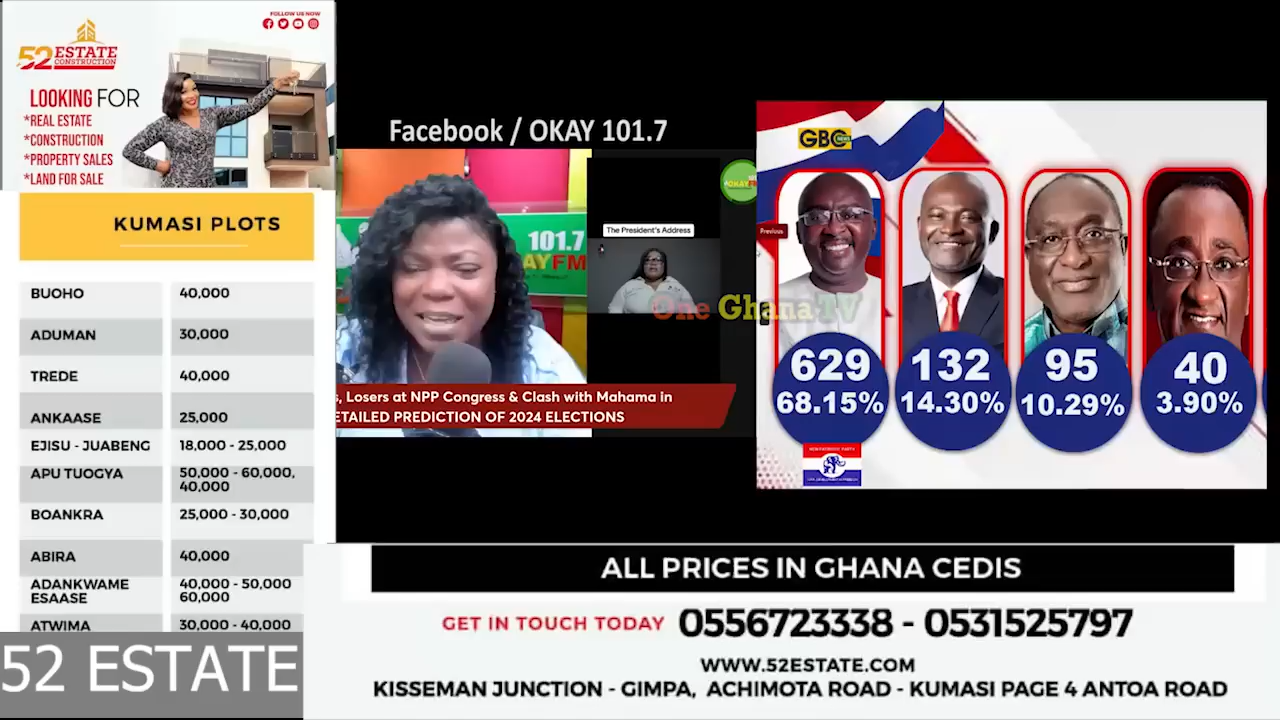 FOLLOW US NOW
52 ESTATE
CONSTRUCTION
LOOKING FOR
*REAL ESTATE
*CONSTRUCTION
*PROPERTY SALES
*LAND FOR SALE
KUMASI PLOTS
BUOHO 40,000
ADUMAN 30,000
TREDE 40,000
ANKAASE 25,000
EJISU - JUABENG 18,000 - 25,000
APU TUOGYA 50,000 - 60,000,
40,000
BOANKRA 25,000 - 30,000
ABIRA 40,000
ADANKWAME 40,000 - 50,000
ESAASE 60,000
ATWIMA 30,000 - 40,000
52 ESTATE
Facebook / OKAY 101.7
101.7
AYFM
The President's Address
OKAYFM
One Ghana TV
s, Losers at NPP Congress & Clash with Mahama in
ETAILED PREDICTION OF 2024 ELECTIONS
GBC NEWS
Previous
629 132 95 40
68.15% 14.30% 10.29% 3.90%
NEW PATRIOTIC PARTY
ALL PRICES IN GHANA CEDIS
GET IN TOUCH TODAY 0556723338 - 0531525797
WWW.52ESTATE.COM
KISSEMAN JUNCTION - GIMPA, ACHIMOTA ROAD - KUMASI PAGE 4 ANTOA ROAD